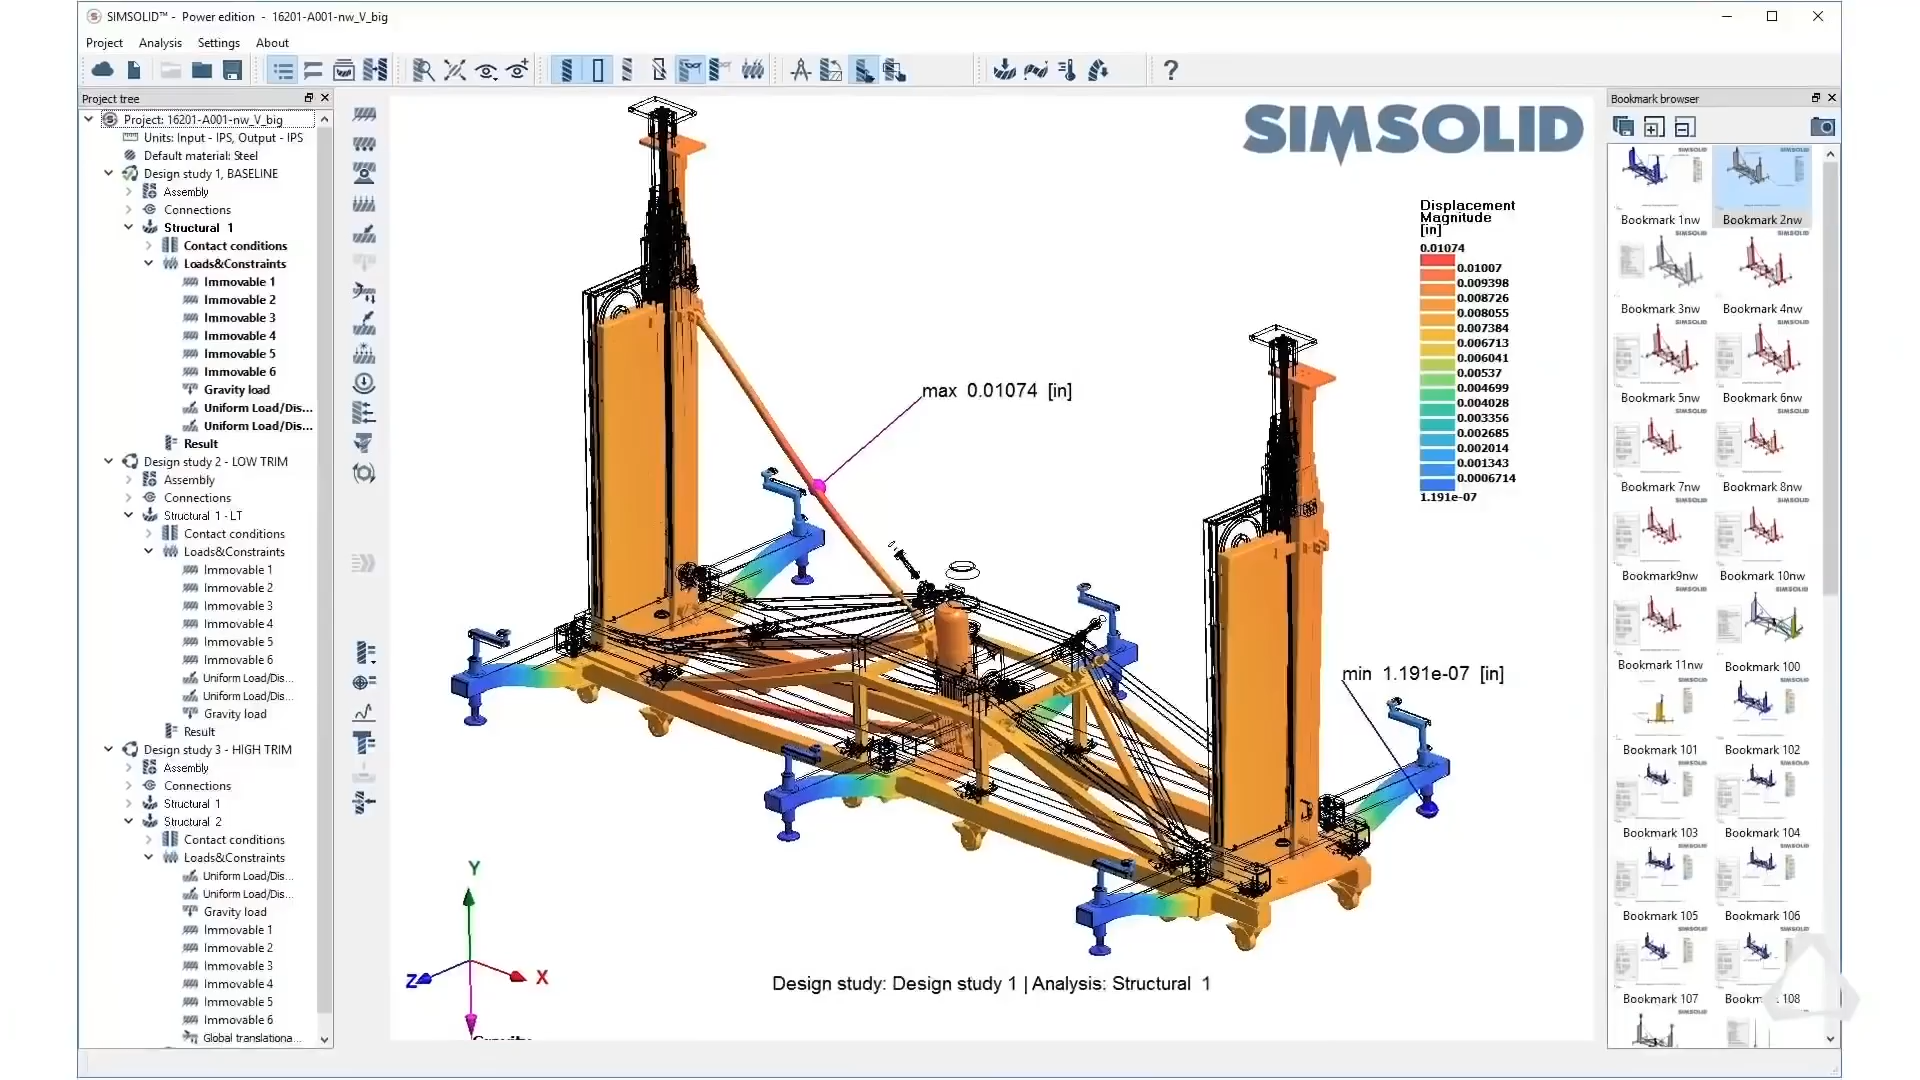 SIMSOLID™ - Power edition - 16201-A001-nw_V_big
Project Analysis Settings About
Project tree
Project: 16201-A001-nw_V_big
Units: Input - IPS, Output - IPS
Default material: Steel
Design study 1, BASELINE
Assembly
Connections
Structural 1
Contact conditions
Loads&Constraints
Immovable 1
Immovable 2
Immovable 3
Immovable 4
Immovable 5
Immovable 6
Gravity load
Uniform Load/Dis...
Uniform Load/Dis...
Result
Design study 2 - LOW TRIM
Assembly
Connections
Structural 1 - LT
Contact conditions
Loads&Constraints
Immovable 1
Immovable 2
Immovable 3
Immovable 4
Immovable 5
Immovable 6
Uniform Load/Dis...
Uniform Load/Dis...
Gravity load
Result
Design study 3 - HIGH TRIM
Assembly
Connections
Structural 1
Structural 2
Contact conditions
Loads&Constraints
Uniform Load/Dis...
Uniform Load/Dis...
Gravity load
Immovable 1
Immovable 2
Immovable 3
Immovable 4
Immovable 5
Immovable 6
Global translationa...
SIMSOLID
Displacement
Magnitude
[in]
0.01074
0.01007
0.009398
0.008726
0.008055
0.007384
0.006713
0.006041
0.00537
0.004699
0.004028
0.003356
0.002685
0.002014
0.001343
0.0006714
1.191e-07
max 0.01074 [in]
min 1.191e-07 [in]
Y
Z
X
Gravity
Design study: Design study 1 | Analysis: Structural 1
Bookmark browser
Bookmark 1nw
Bookmark 2nw
Bookmark 3nw
Bookmark 4nw
Bookmark 5nw
Bookmark 6nw
Bookmark 7nw
Bookmark 8nw
Bookmark9nw
Bookmark 10nw
Bookmark 11nw
Bookmark 100
Bookmark 101
Bookmark 102
Bookmark 103
Bookmark 104
Bookmark 105
Bookmark 106
Bookmark 107
Bookm 108